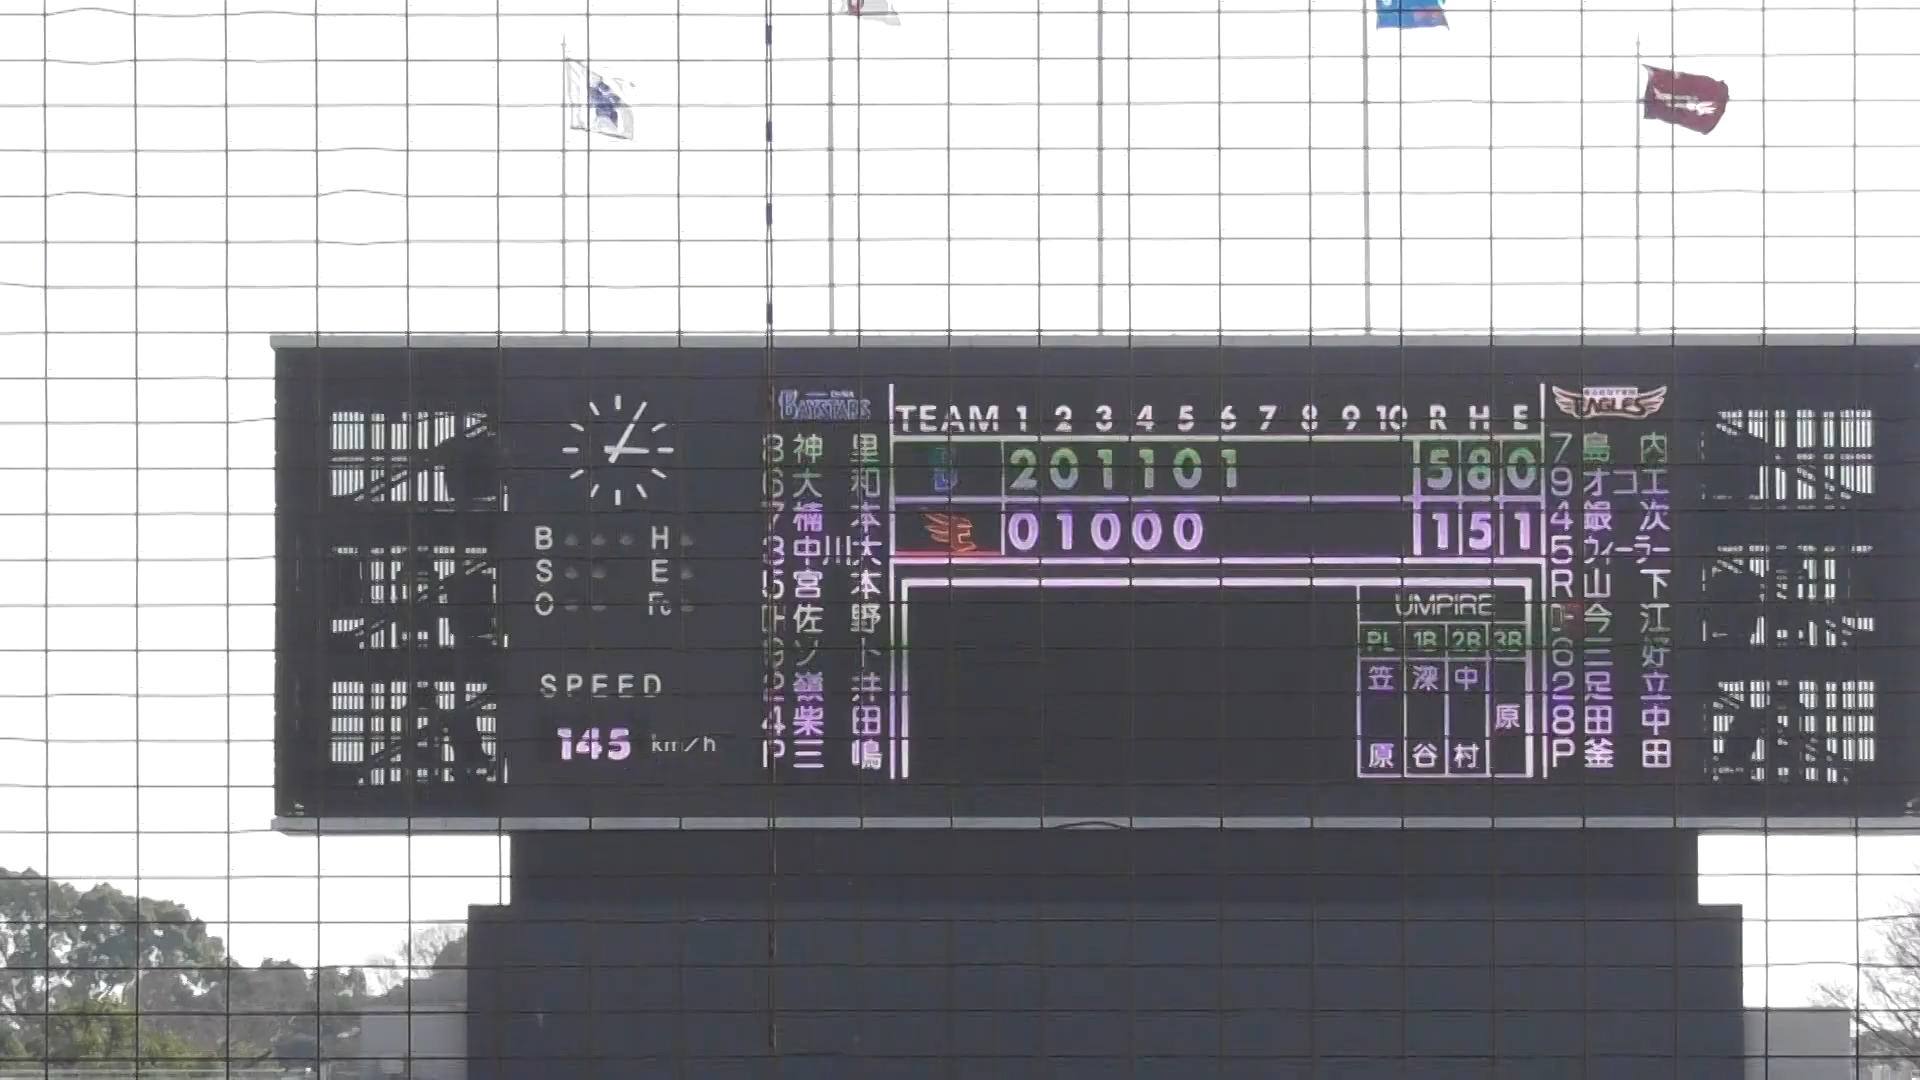 BAYSTARS
TEAM 1 2 3 4 5 6 7 8 9 10 R H E
EAGLES
2 0 1 1 0 1 5 8 0
0 1 0 0 0 1 5 1
8 神里
6 大和
7 楠本
3 中川大
5 宮本
佐野
ソト
2 嶺井
4 柴田
P 三嶋
7 島内
9 オコエ
4 銀次
5 ウィーラー
R 山下
今江
6 三好
2 足立
8 田中
P 釜田
B H
S E
O Fc
SPEED
145 km/h
UMPIRE
PL 1B 2B 3B
笠原 深谷 中村 原